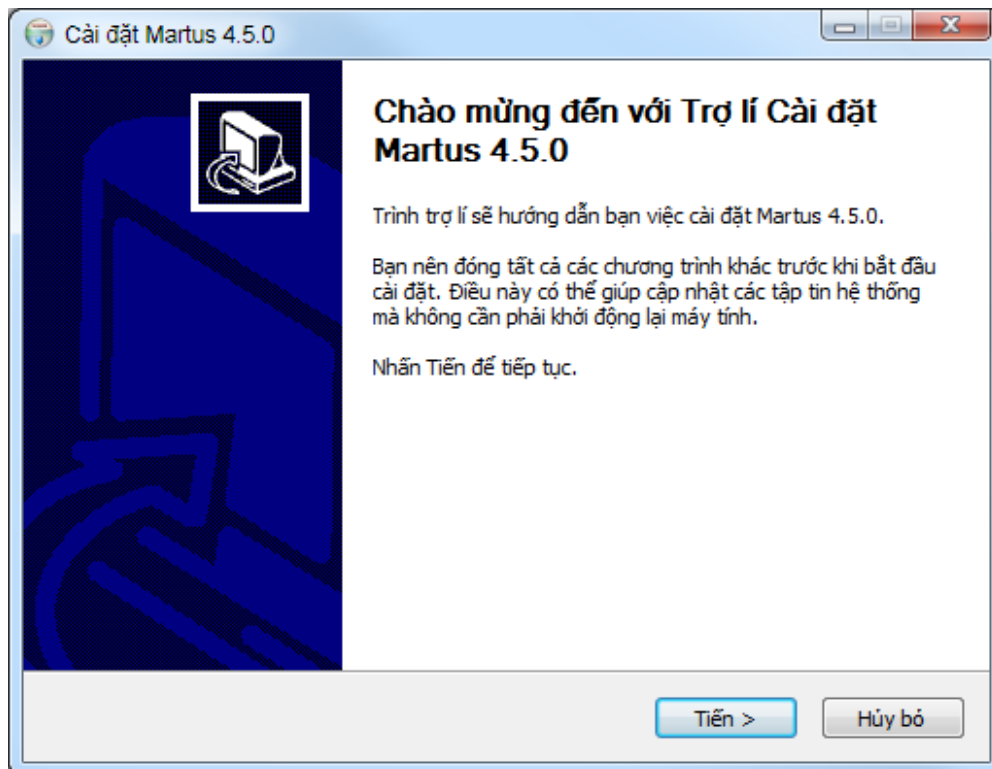 Cài đặt Martus 4.5.0
Chào mừng đến với Trợ lí Cài đặt
Martus 4.5.0
Trình trợ lí sẽ hướng dẫn bạn việc cài đặt Martus 4.5.0.
Bạn nên đóng tất cả các chương trình khác trước khi bắt đầu
cài đặt. Điều này có thể giúp cập nhật các tập tin hệ thống
mà không cần phải khởi động lại máy tính.
Nhấn Tiến để tiếp tục.
Tiến >
Hủy bỏ